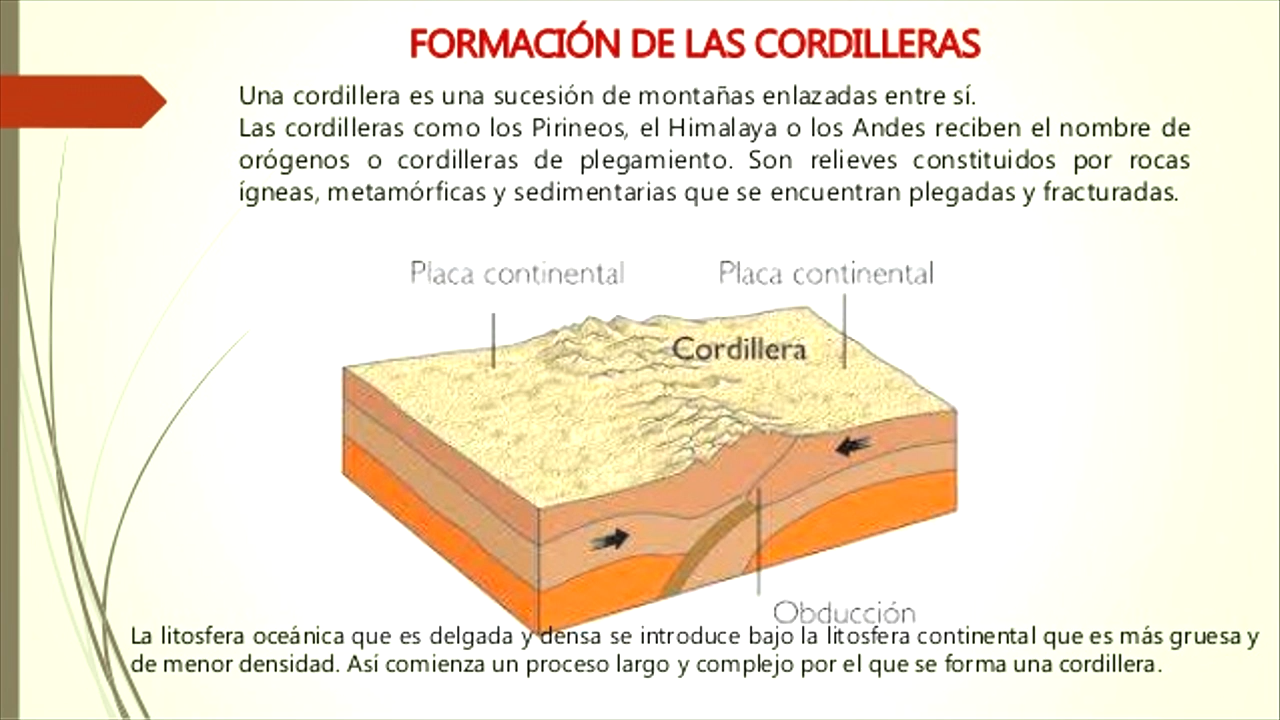 FORMACIÓN DE LAS CORDILLERAS
Una cordillera es una sucesión de montañas enlazadas entre sí.
Las cordilleras como los Pirineos, el Himalaya o los Andes reciben el nombre de
orógenos o cordilleras de plegamiento. Son relieves constituidos por rocas
ígneas, metamórficas y sedimentarias que se encuentran plegadas y fracturadas.
Placa continental
Placa continental
Cordillera
Obducción
La litosfera oceánica que es delgada y densa se introduce bajo la litosfera continental que es más gruesa y
de menor densidad. Así comienza un proceso largo y complejo por el que se forma una cordillera.